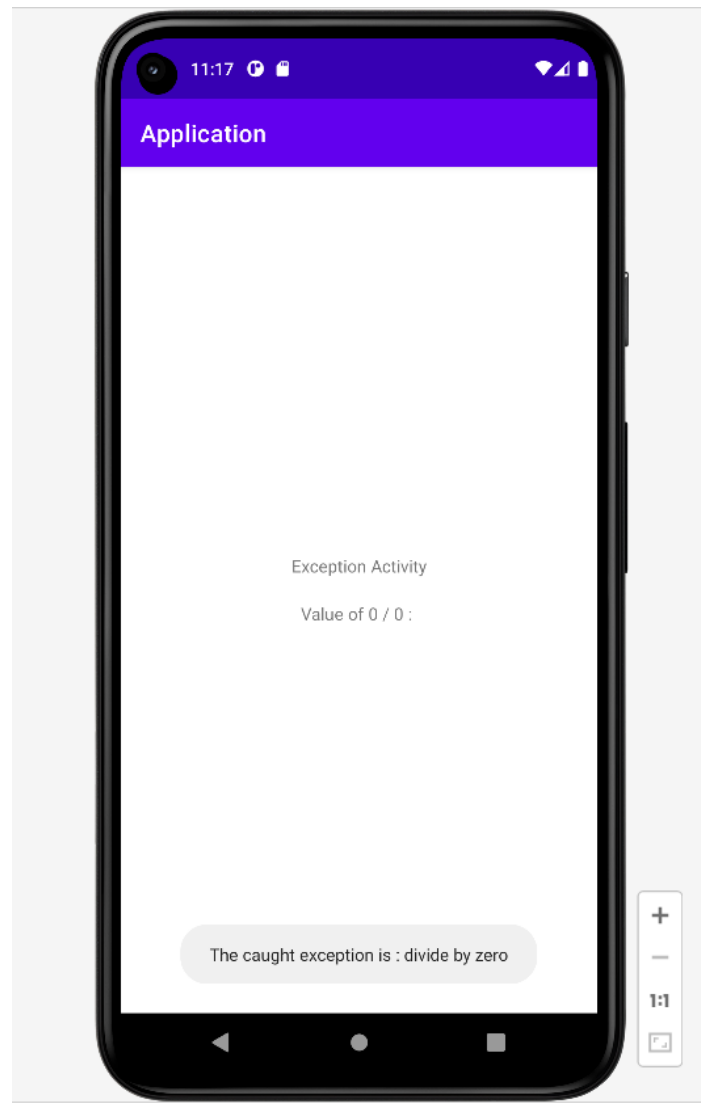 11:17
Application
Exception Activity
Value of 0 / 0 :
The caught exception is : divide by zero
1:1